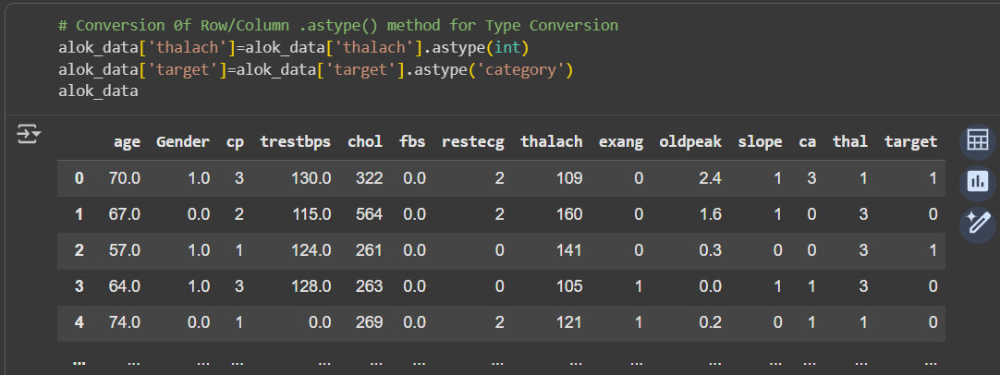 # Conversion 0f Row/Column .astype() method for Type Conversion
alok_data['thalach']=alok_data['thalach'].astype(int)
alok_data['target']=alok_data['target'].astype('category')
alok_data
age Gender cp trestbps chol fbs restecg thalach exang oldpeak slope ca thal target
0 70.0 1.0 3 130.0 322 0.0 2 109 0 2.4 1 3 1 1
1 67.0 0.0 2 115.0 564 0.0 2 160 0 1.6 1 0 3 0
2 57.0 1.0 1 124.0 261 0.0 0 141 0 0.3 0 0 3 1
3 64.0 1.0 3 128.0 263 0.0 0 105 1 0.0 1 1 3 0
4 74.0 0.0 1 0.0 269 0.0 2 121 1 0.2 0 1 1 0
... ... ... ... ... ... ... ... ... ... ... ... ... ... ...